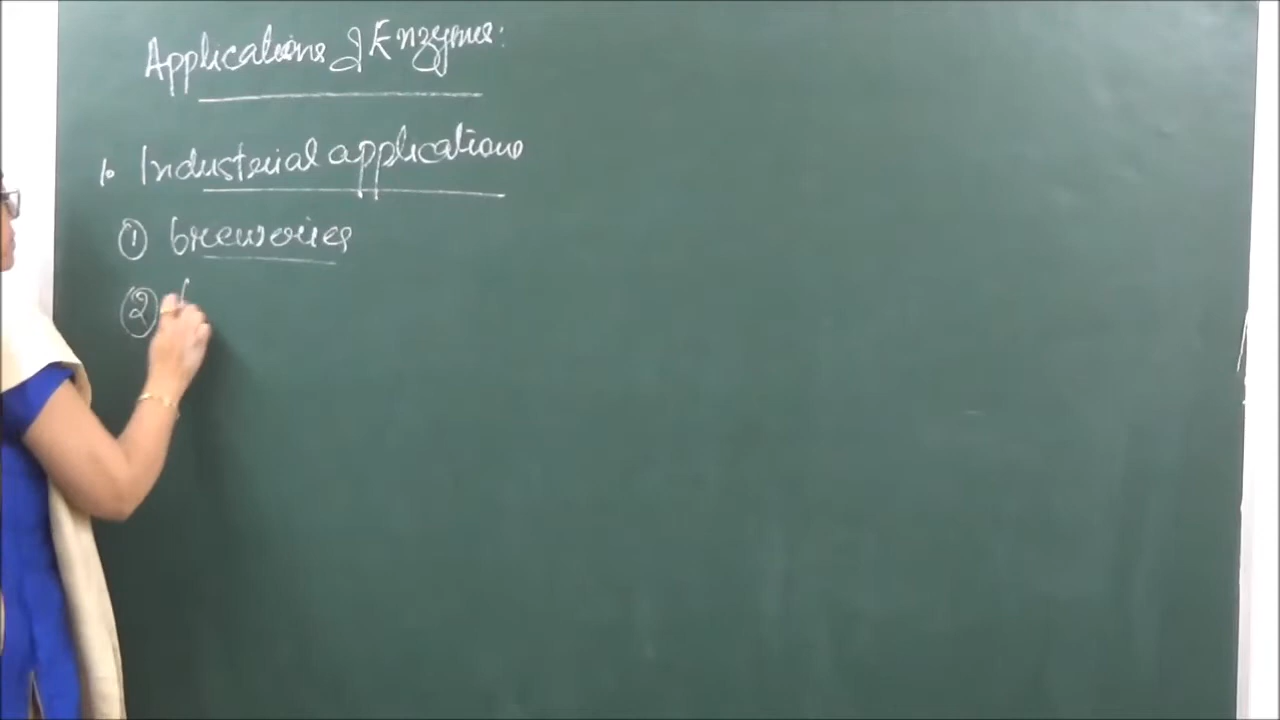 Applications of Enzymes:
1. Industrial applications
① breweries
②